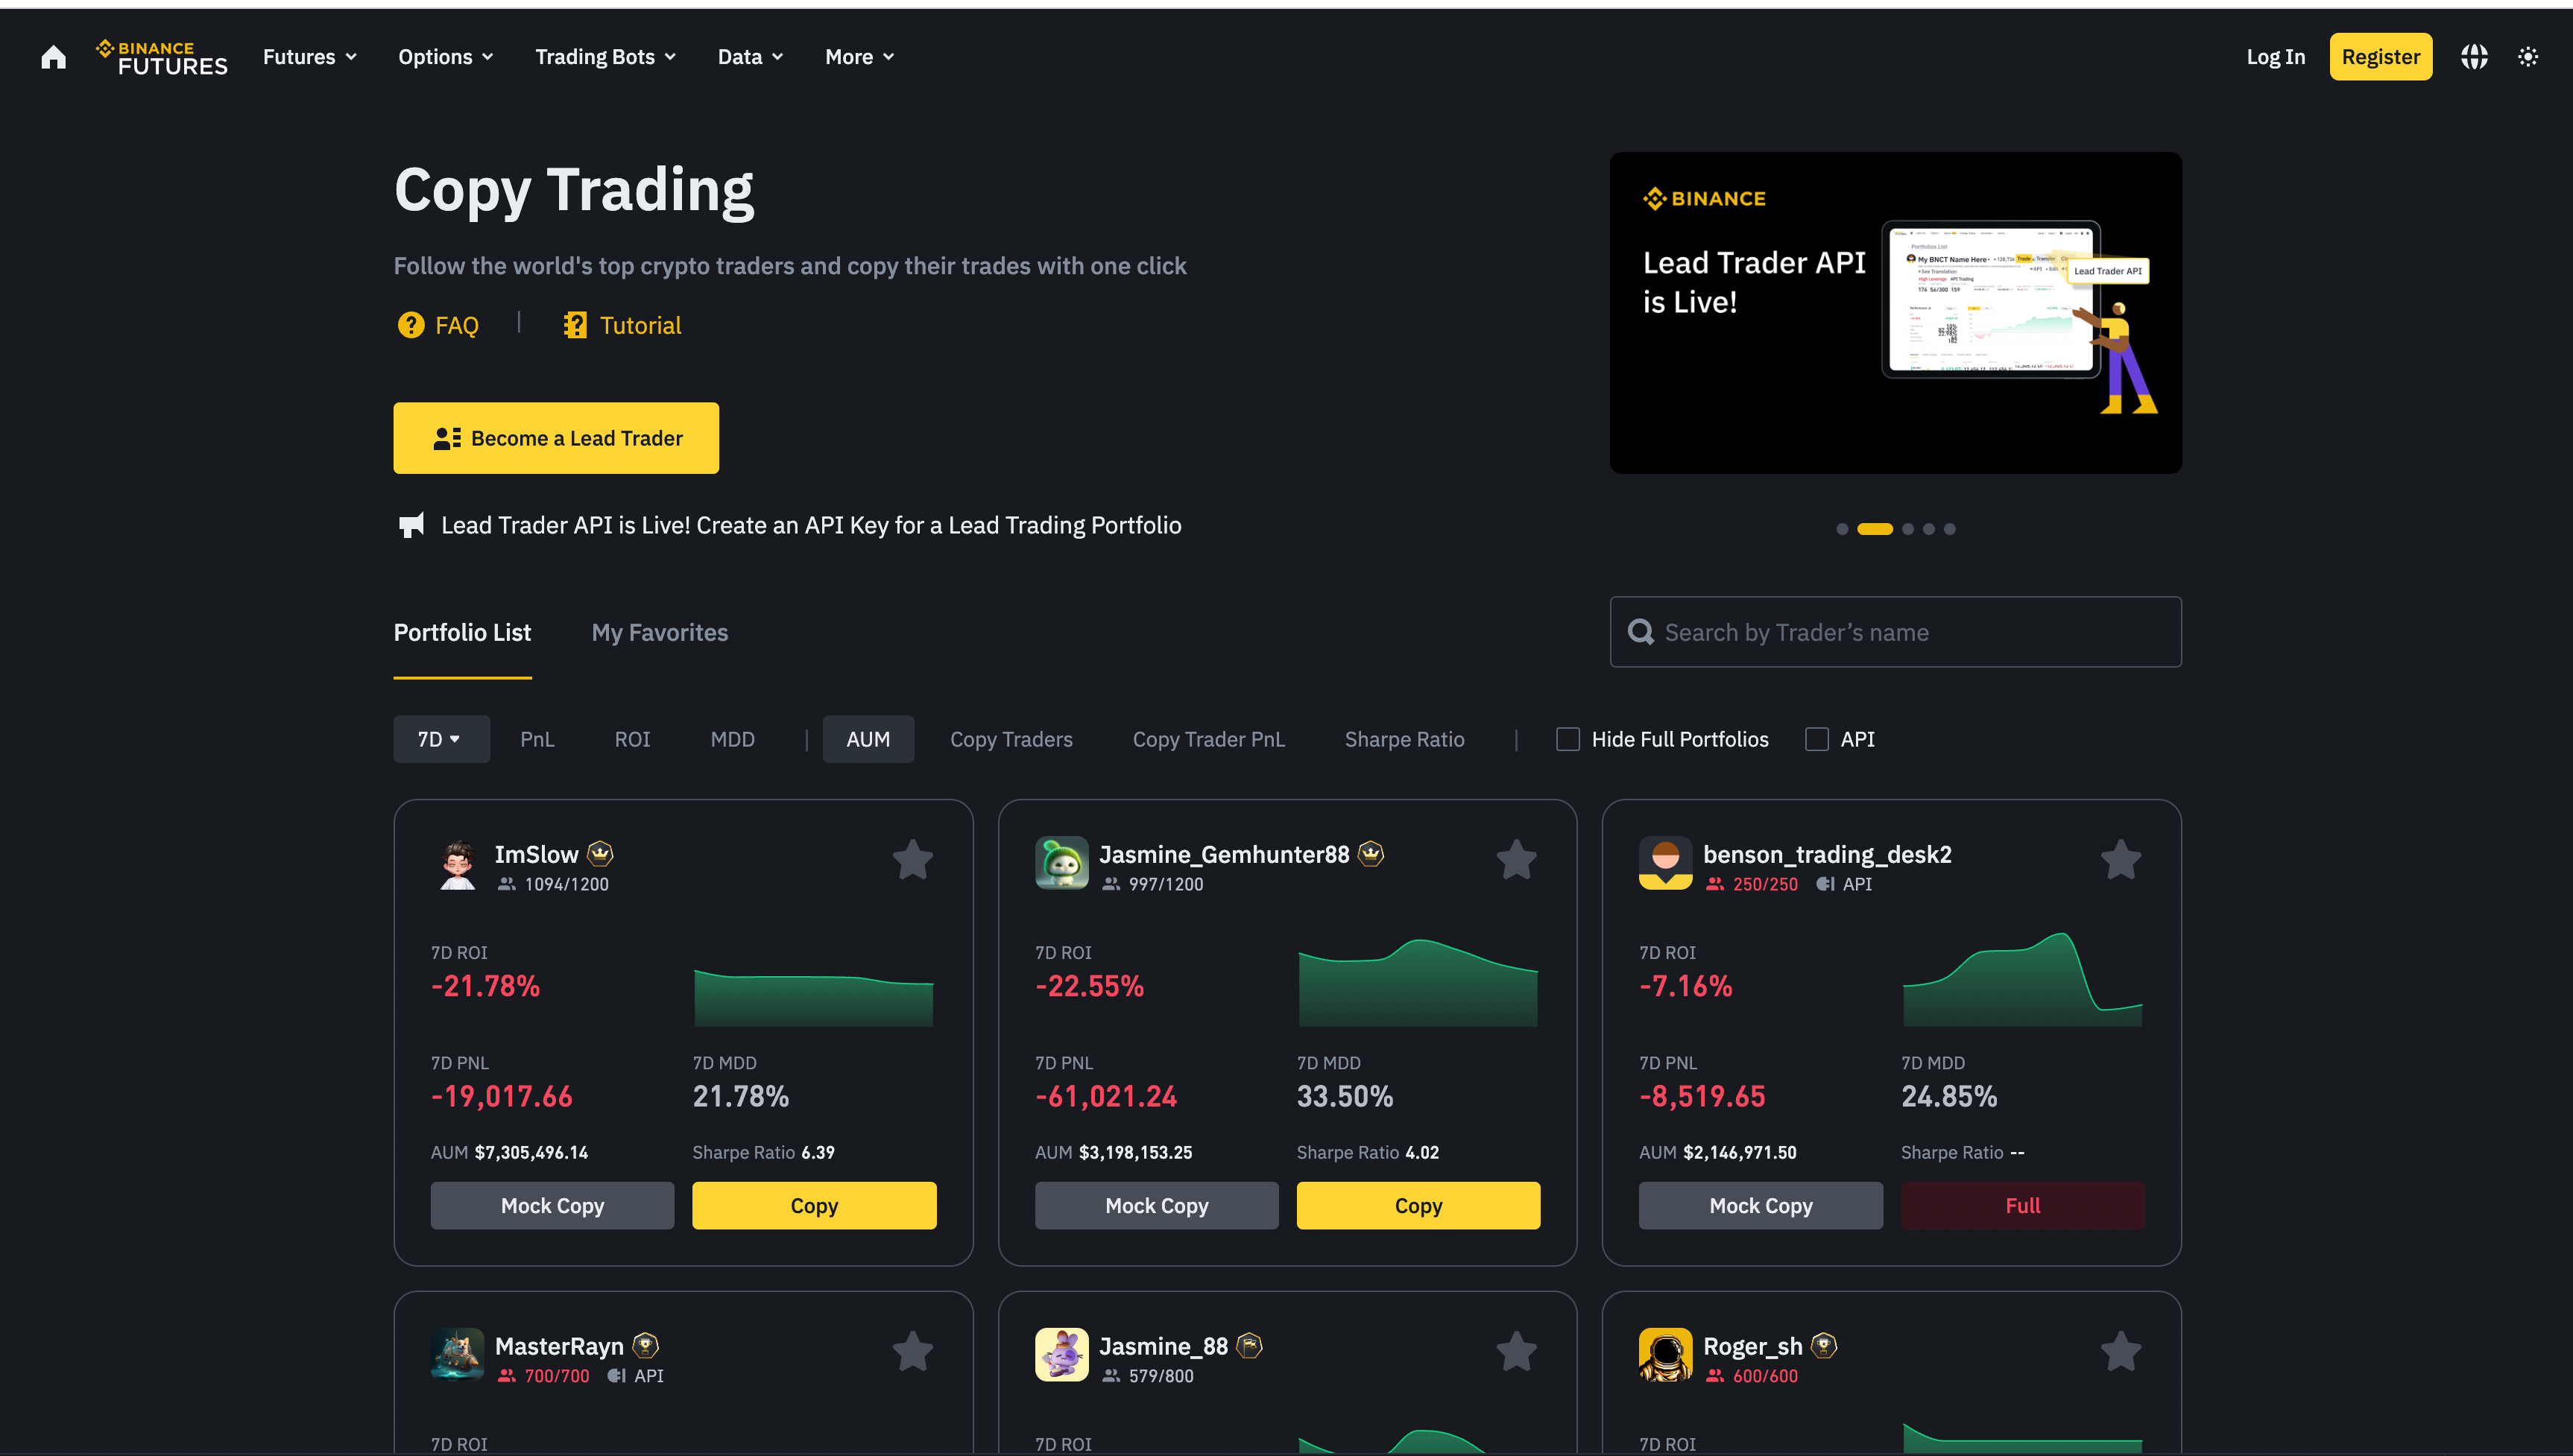 BINANCE FUTURES
Futures
Options
Trading Bots
Data
More
Log In
Register
Copy Trading
Follow the world's top crypto traders and copy their trades with one click
FAQ | Tutorial
Become a Lead Trader
Lead Trader API is Live! Create an API Key for a Lead Trading Portfolio
BINANCE
Lead Trader API
is Live!
Portfolios List
My BNCT Name Here
Lead Trader API
Portfolio List
My Favorites
Search by Trader’s name
7D PnL ROI MDD | AUM Copy Traders Copy Trader PnL Sharpe Ratio | Hide Full Portfolios API
ImSlow
1094/1200
7D ROI
-21.78%
7D PNL
-19,017.66
7D MDD
21.78%
AUM $7,305,496.14
Sharpe Ratio 6.39
Mock Copy
Copy
Jasmine_Gemhunter88
997/1200
7D ROI
-22.55%
7D PNL
-61,021.24
7D MDD
33.50%
AUM $3,198,153.25
Sharpe Ratio 4.02
Mock Copy
Copy
benson_trading_desk2
250/250 API
7D ROI
-7.16%
7D PNL
-8,519.65
7D MDD
24.85%
AUM $2,146,971.50
Sharpe Ratio --
Mock Copy
Full
MasterRayn
700/700 API
7D ROI
Jasmine_88
579/800
7D ROI
Roger_sh
600/600
7D ROI